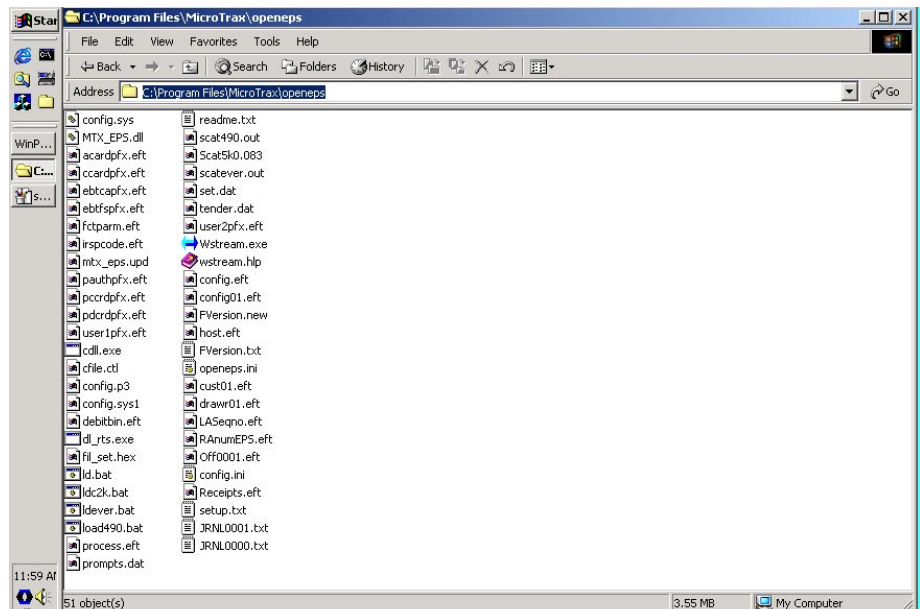 Star
C:\Program Files\MicroTrax\openeps
File Edit View Favorites Tools Help
Back Search Folders History
Address C:\Program Files\MicroTrax\openeps Go
WinP...
C:...
s...
config.sys
MTX_EPS.dll
acardpfx.eft
ccardpfx.eft
ebtcapfx.eft
ebtfspfx.eft
fctparm.eft
irspcode.eft
mtx_eps.upd
pauthpfx.eft
pccrdpfx.eft
pdcrdpfx.eft
user1pfx.eft
cdll.exe
cfile.ctl
config.p3
config.sys1
debitbin.eft
dl_rts.exe
fil_set.hex
ld.bat
ldc2k.bat
ldever.bat
load490.bat
process.eft
prompts.dat
readme.txt
scat490.out
Scat5k0.083
scatever.out
set.dat
tender.dat
user2pfx.eft
Wstream.exe
wstream.hlp
config.eft
config01.eft
FVersion.new
host.eft
FVersion.txt
openeps.ini
cust01.eft
drawr01.eft
LASeqno.eft
RAnumEPS.eft
Off0001.eft
config.ini
Receipts.eft
setup.txt
JRNL0001.txt
JRNL0000.txt
11:59 AM
51 object(s) 3.55 MB My Computer